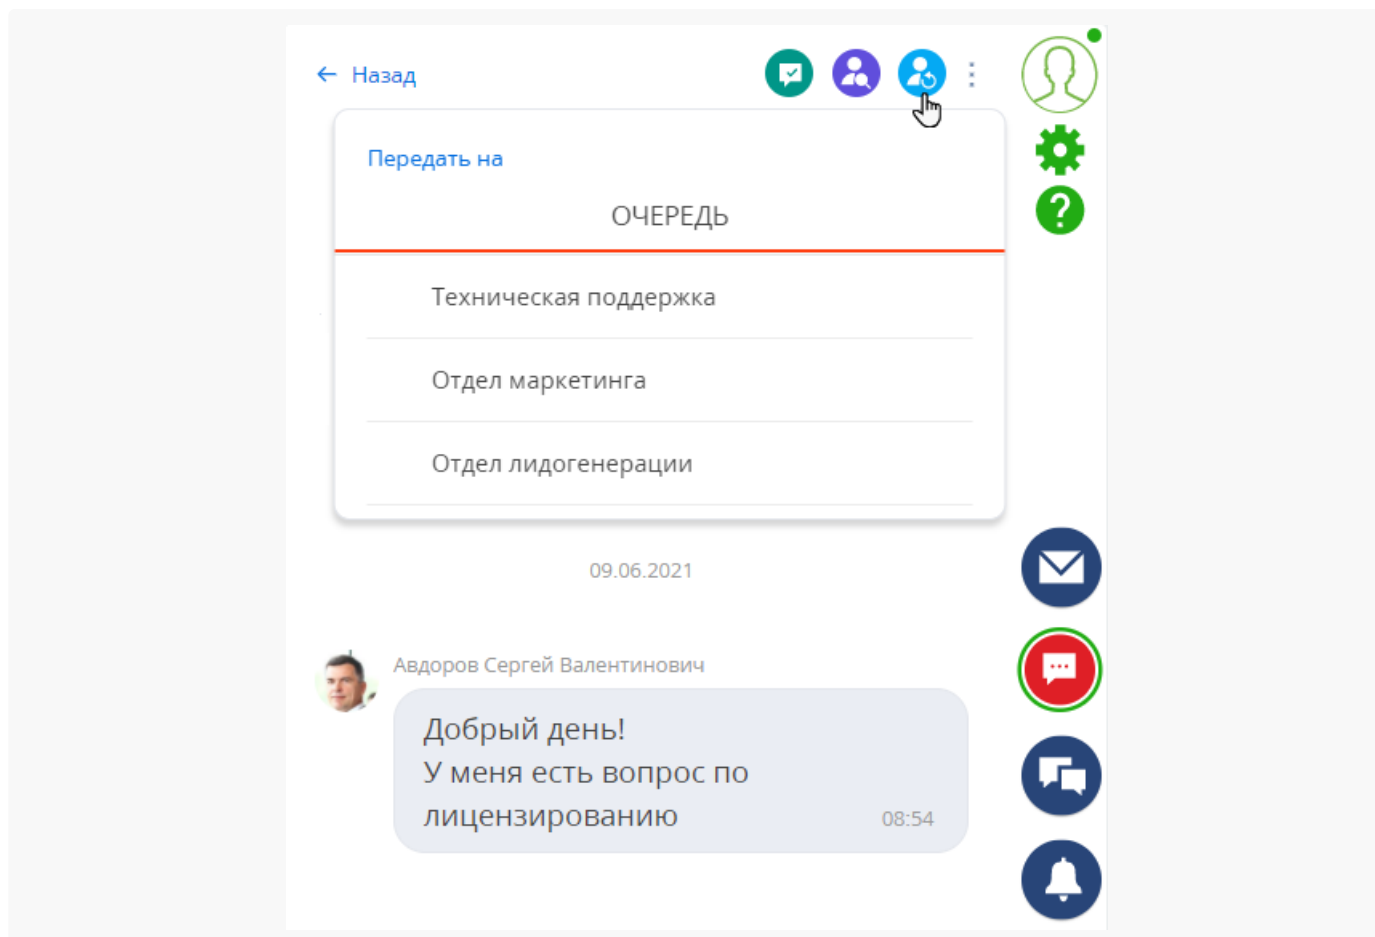 Назад
Передать на
ОЧЕРЕДЬ
Техническая поддержка
Отдел маркетинга
Отдел лидогенерации
09.06.2021
Авдоров Сергей Валентинович
Добрый день!
У меня есть вопрос по
лицензированию
08:54